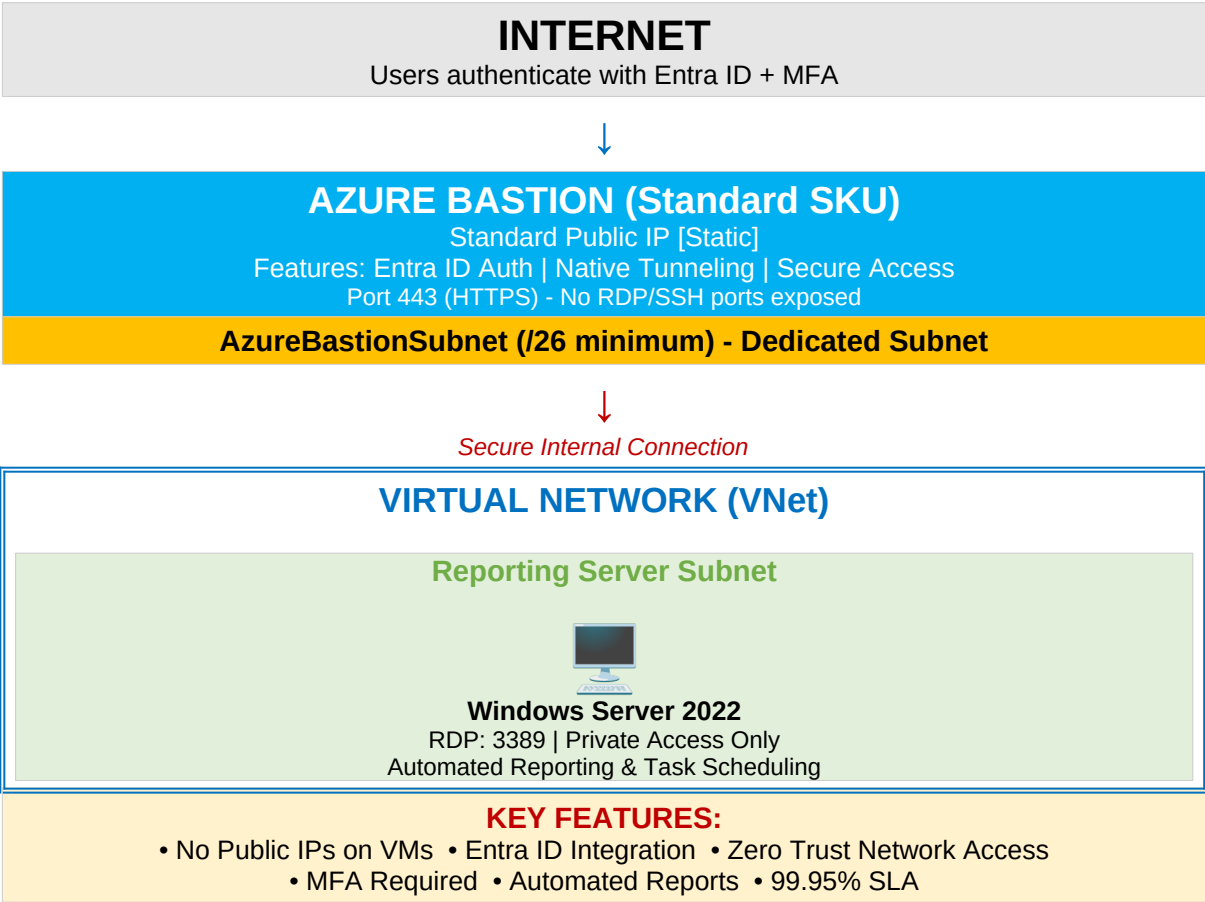 INTERNET
Users authenticate with Entra ID + MFA
↓
AZURE BASTION (Standard SKU)
Standard Public IP [Static]
Features: Entra ID Auth | Native Tunneling | Secure Access
Port 443 (HTTPS) - No RDP/SSH ports exposed
AzureBastionSubnet (/26 minimum) - Dedicated Subnet
↓
Secure Internal Connection
VIRTUAL NETWORK (VNet)
Reporting Server Subnet
Windows Server 2022
RDP: 3389 | Private Access Only
Automated Reporting & Task Scheduling
KEY FEATURES:
• No Public IPs on VMs • Entra ID Integration • Zero Trust Network Access
• MFA Required • Automated Reports • 99.95% SLA